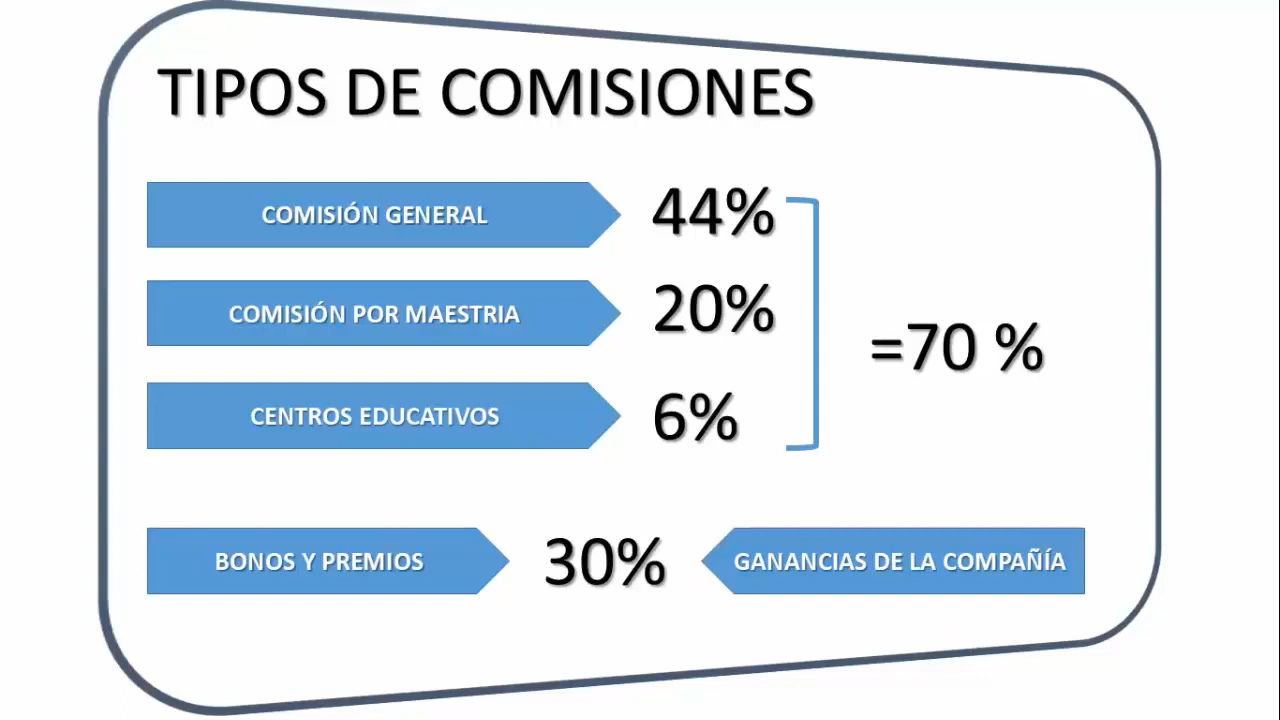 TIPOS DE COMISIONES
COMISIÓN GENERAL 44%
COMISIÓN POR MAESTRIA 20%
=70 %
CENTROS EDUCATIVOS 6%
BONOS Y PREMIOS 30% GANANCIAS DE LA COMPAÑÍA